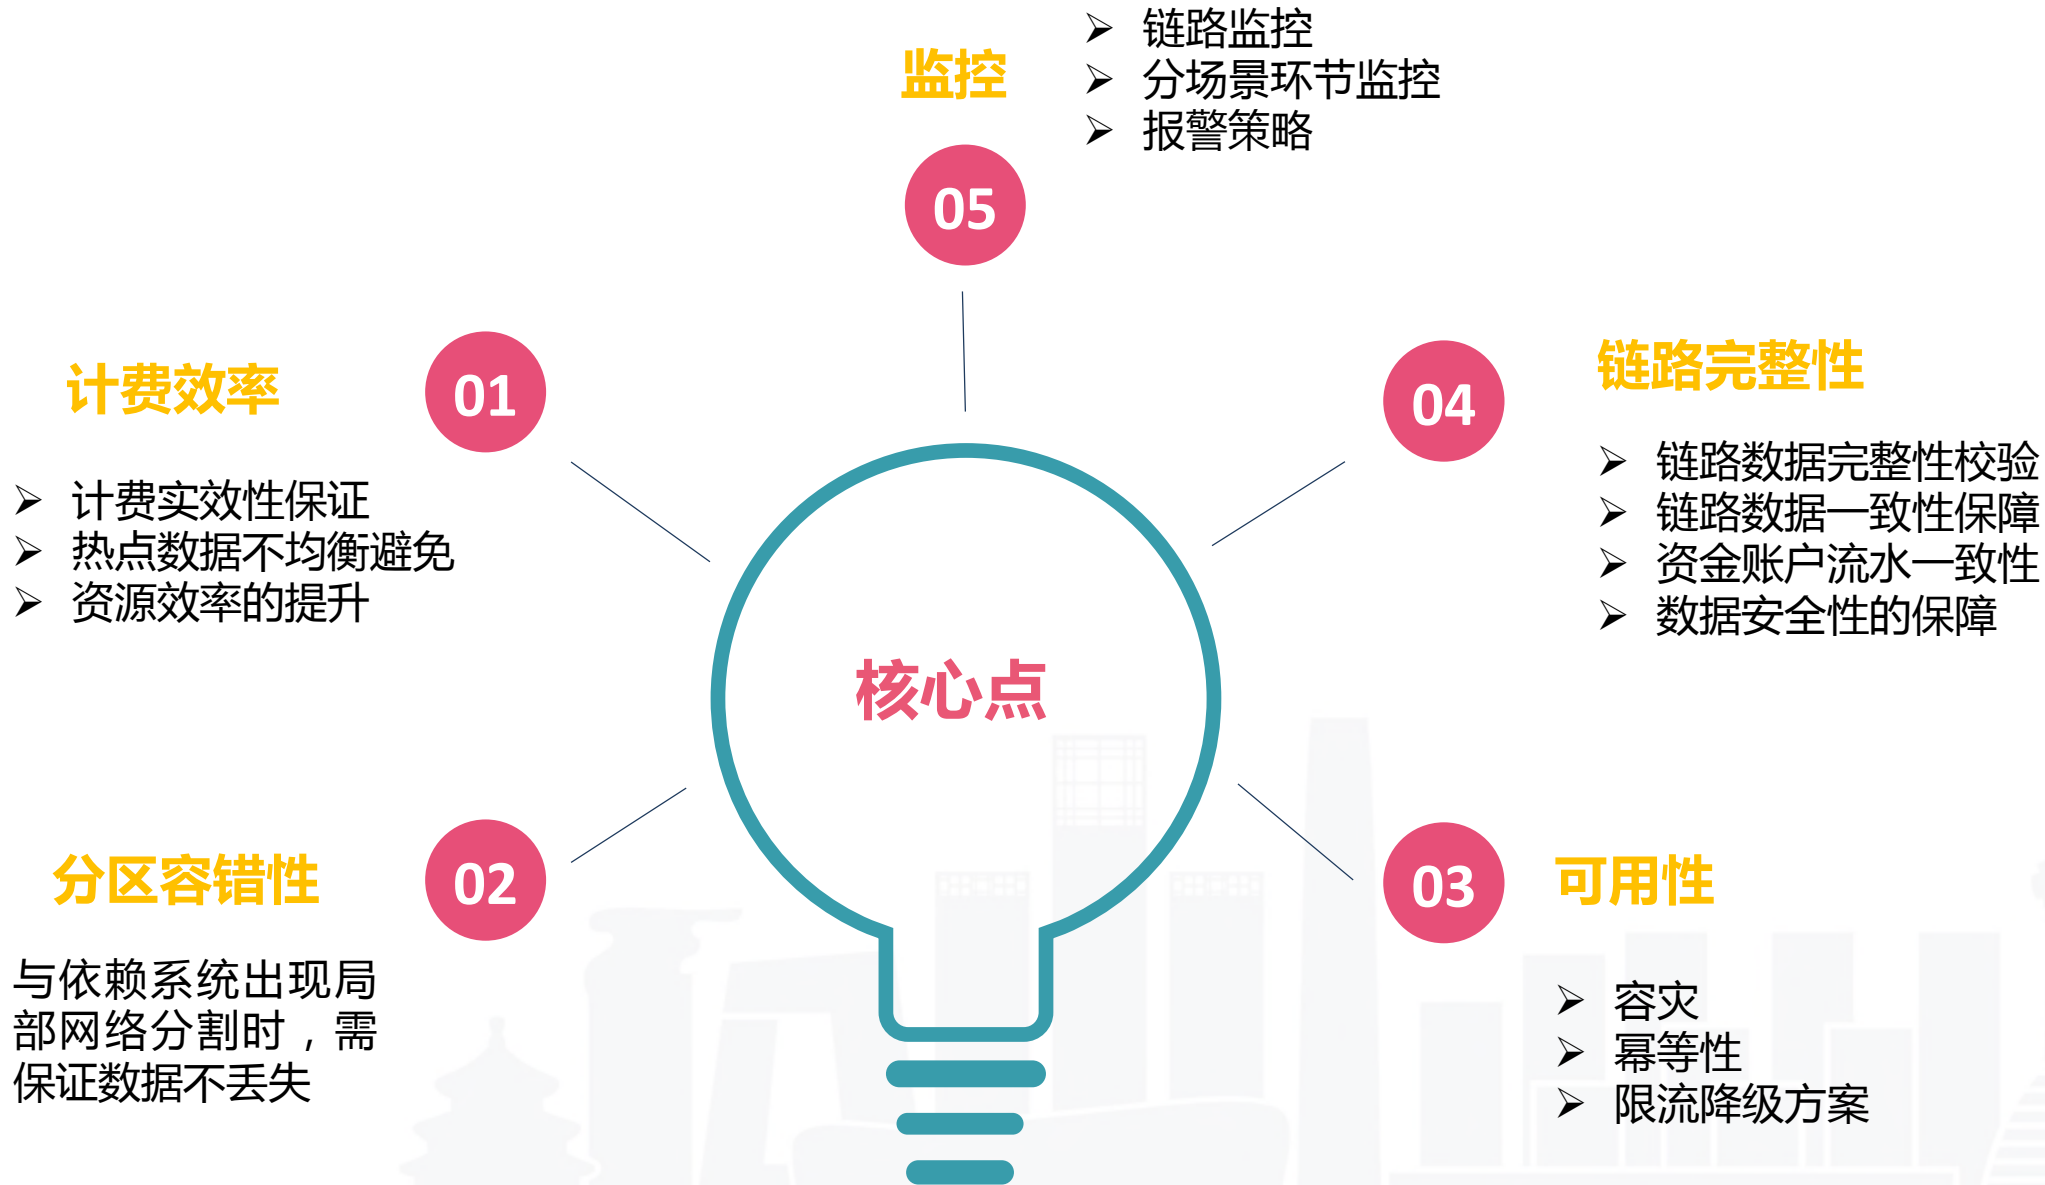 监控
链路监控
分场景环节监控
报警策略
05
计费效率
01
计费实效性保证
热点数据不均衡避免
资源效率的提升
04
链路完整性
链路数据完整性校验
链路数据一致性保障
资金账户流水一致性
数据安全性的保障
核心点
分区容错性
02
与依赖系统出现局
部网络分割时，需
保证数据不丢失
03
可用性
容灾
幂等性
限流降级方案